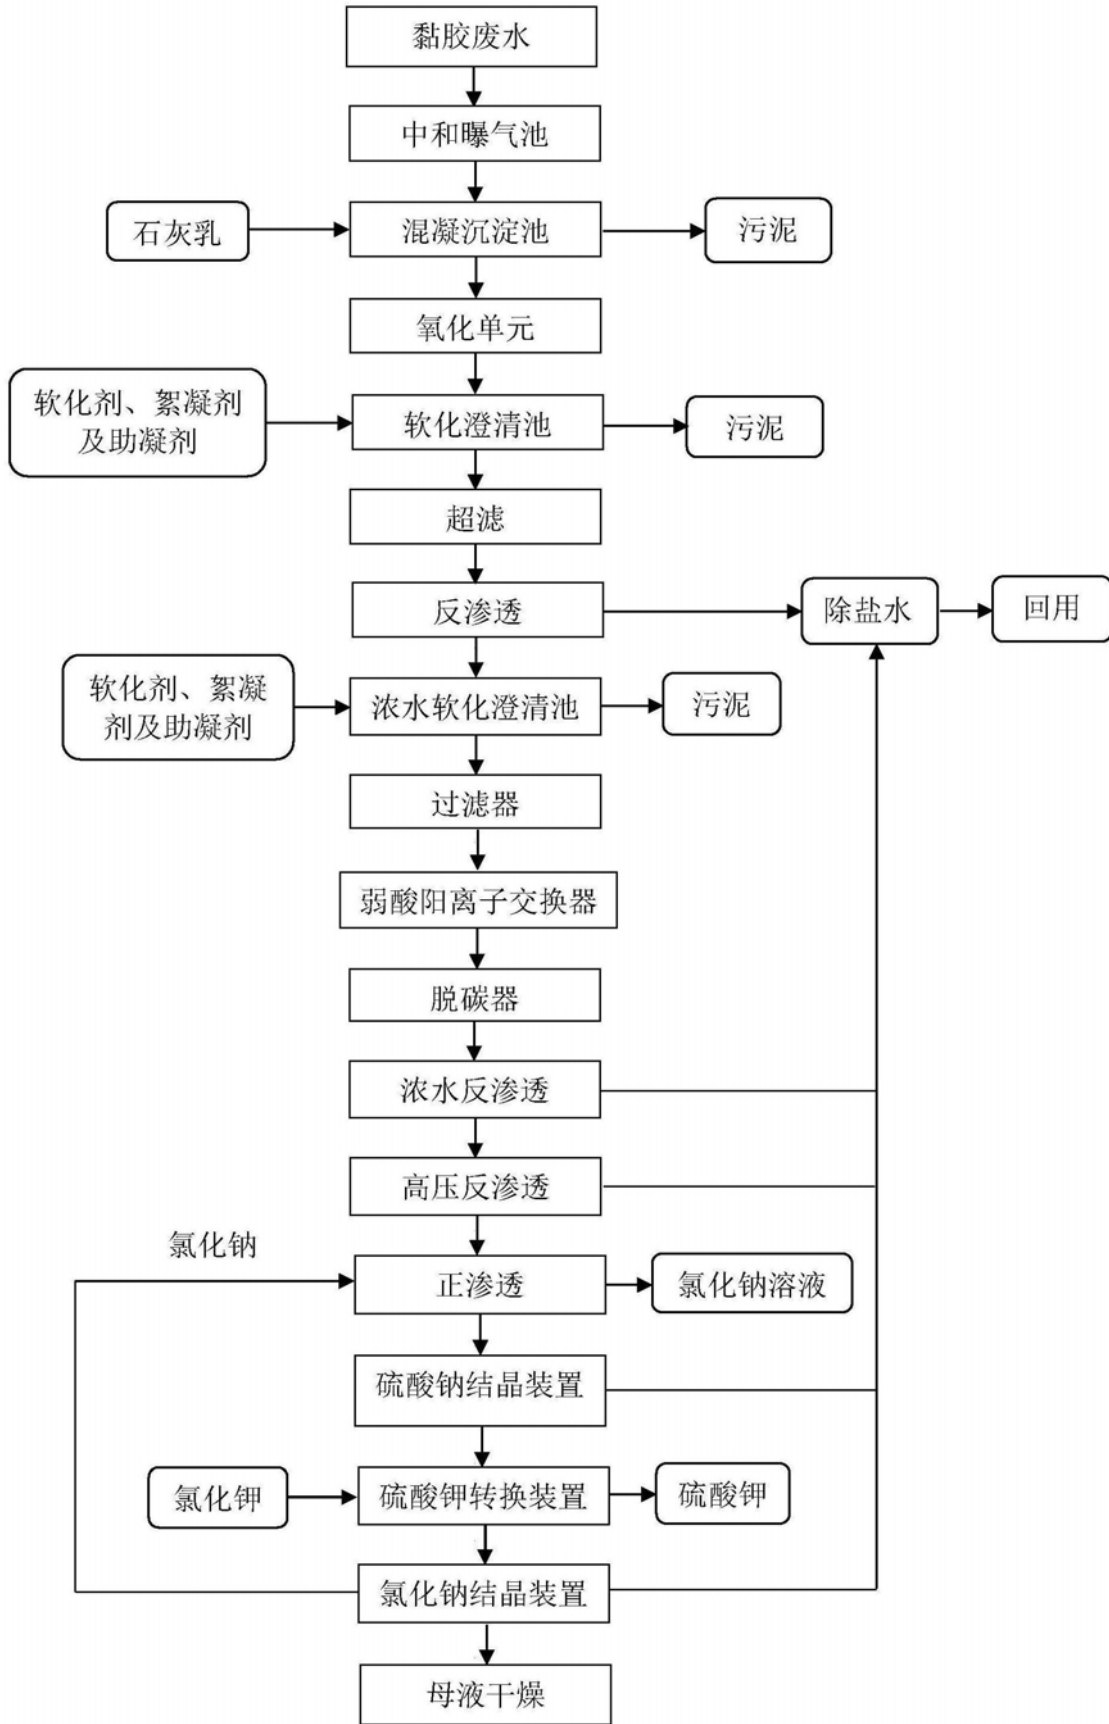 黏胶废水
中和曝气池
石灰乳
混凝沉淀池
污泥
氧化单元
软化剂、絮凝剂
及助凝剂
软化澄清池
污泥
超滤
反渗透
除盐水
回用
软化剂、絮凝
剂及助凝剂
浓水软化澄清池
污泥
过滤器
弱酸阳离子交换器
脱碳器
浓水反渗透
高压反渗透
氯化钠
正渗透
氯化钠溶液
硫酸钠结晶装置
氯化钾
硫酸钾转换装置
硫酸钾
氯化钠结晶装置
母液干燥